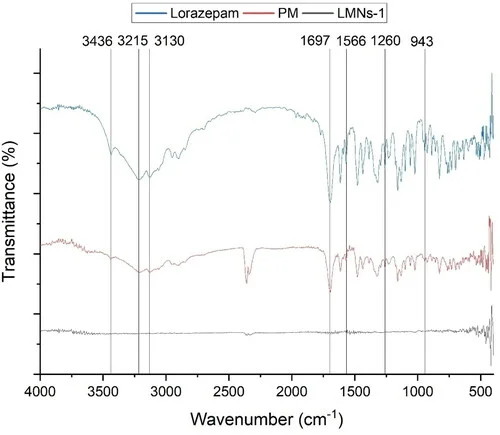 Lorazepam PM LMNs-1
3436 3215 3130 1697 1566 1260 943
Transmittance (%)
4000 3500 3000 2500 2000 1500 1000 500
Wavenumber (cm-1)